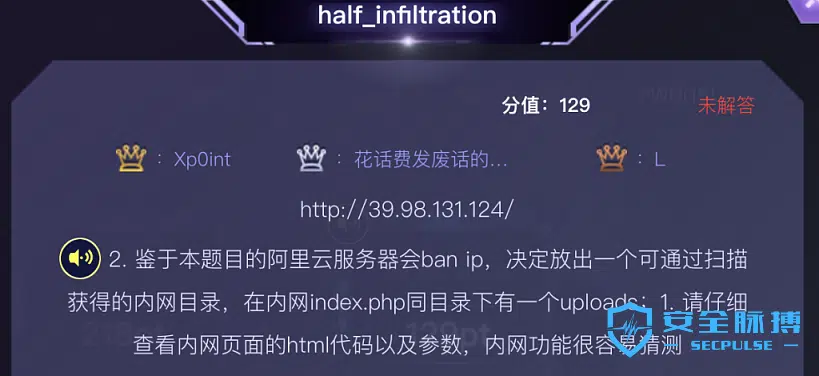 half_infiltration
分值：129
未解答
：Xp0int
：花话费发废话的...
：L
http://39.98.131.124/
2. 鉴于本题目的阿里云服务器会ban ip，决定放出一个可通过扫描
获得的内网目录，在内网index.php同目录下有一个uploads；1. 请仔细
查看内网页面的html代码以及参数，内网功能很容易猜测
安全脉搏
SECPULSE